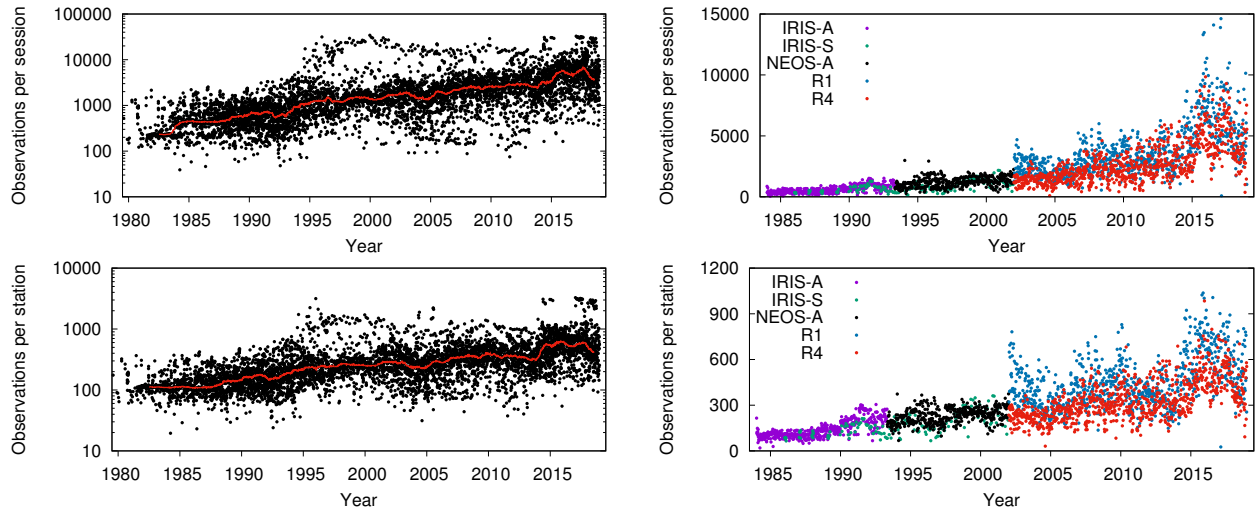 Observations per session
100000
10000
1000
100
10
1980 1985 1990 1995 2000 2005 2010 2015
Year
Observations per session
15000
10000
5000
0
IRIS-A
IRIS-S
NEOS-A
R1
R4
1985 1990 1995 2000 2005 2010 2015
Year
Observations per station
10000
1000
100
10
1980 1985 1990 1995 2000 2005 2010 2015
Year
Observations per station
1200
900
600
300
0
IRIS-A
IRIS-S
NEOS-A
R1
R4
1985 1990 1995 2000 2005 2010 2015
Year